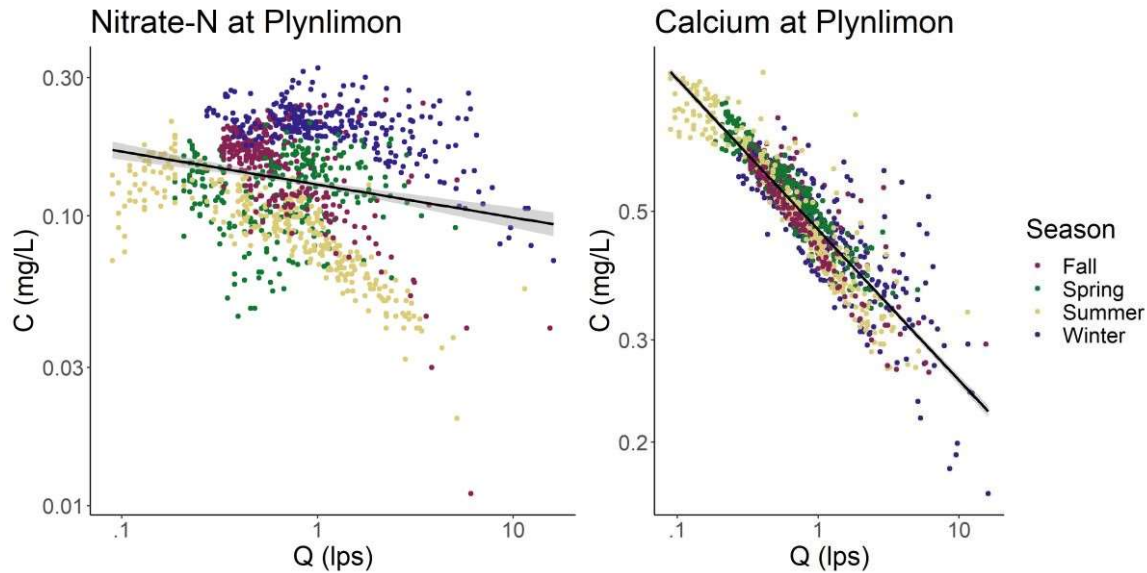 Nitrate-N at Plynlimon
0.30
0.10
0.03
0.01
C (mg/L)
.1
1
10
Q (lps)
Calcium at Plynlimon
0.5
0.3
0.2
C (mg/L)
.1
1
10
Q (lps)
Season
Fall
Spring
Summer
Winter